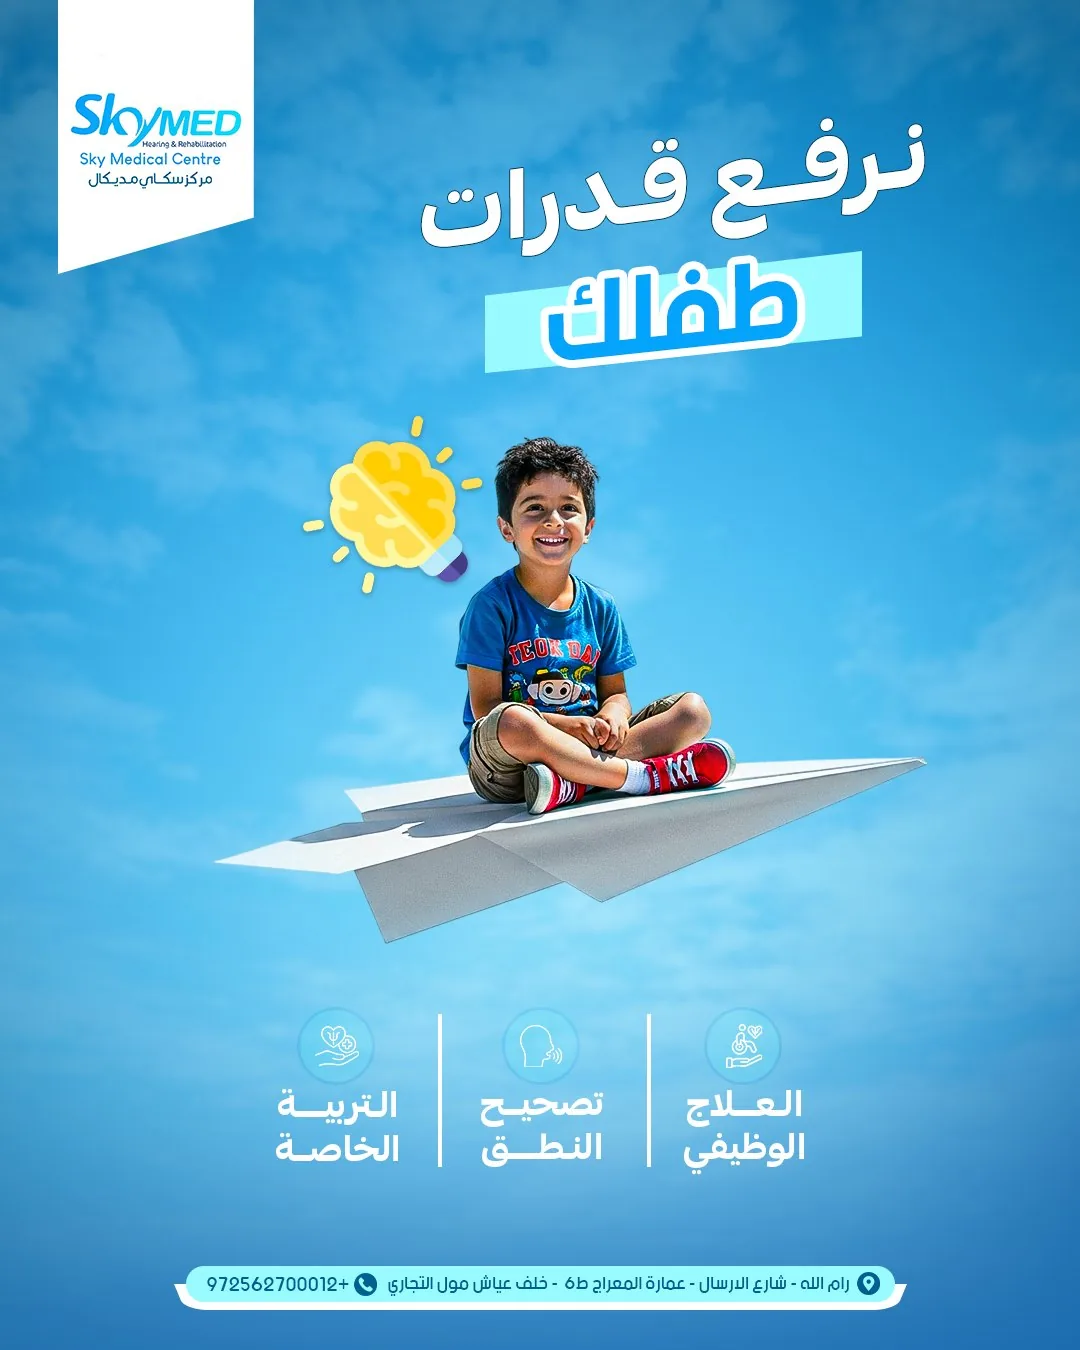 SkyMED
Hearing & Rehabilitation
Sky Medical Centre
مركز سكاي مديكال
نرفع قدرات
طفلك
TEOK DA
العلاج
الوظيفي
تصحيح
النطق
التربية
الخاصة
رام الله - شارع الارسال - عمارة المعراج ط6 - خلف عياش مول التجاري
+972562700012